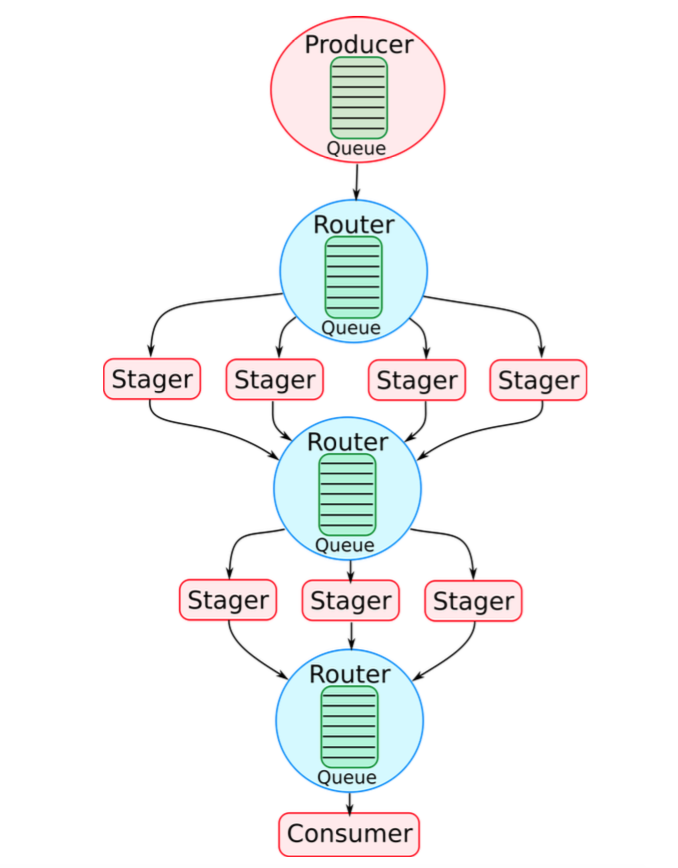 Producer
Queue
Router
Queue
Stager
Stager
Stager
Stager
Router
Queue
Stager
Stager
Stager
Router
Queue
Consumer